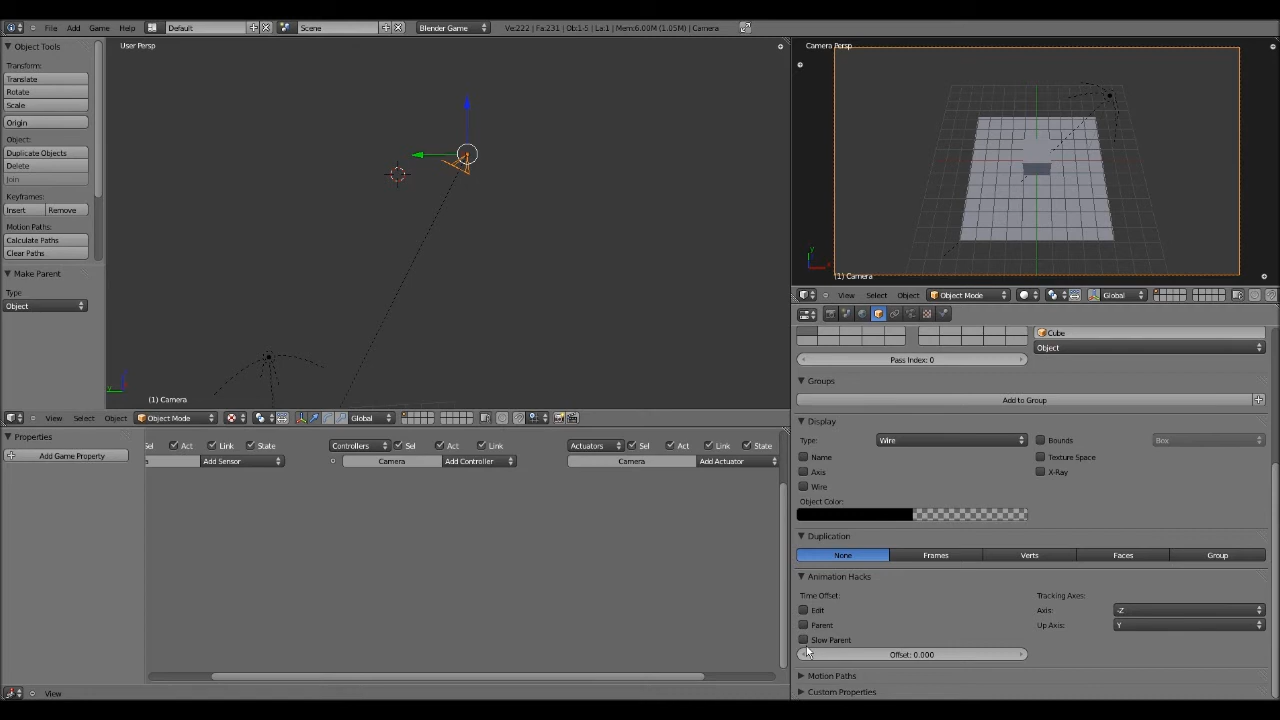 File Add Game Help Default Scene Blender Game Ve:222 | Fa:231 | Ob:1-5 | La:1 | Mem:6.00M (1.05M) | Camera
Object Tools
Transform:
Translate
Rotate
Scale
Origin
Object:
Duplicate Objects
Delete
Join
Keyframes:
Insert Remove
Motion Paths:
Calculate Paths
Clear Paths
Make Parent
Type
Object
User Persp
(1) Camera
View Select Object Object Mode Global
Camera Persp
(1) Camera
View Select Object Object Mode Global
Properties
Add Game Property
Sel Act Link State Controllers Sel Act Link Actuators Sel Act Link State
Add Sensor Camera Add Controller Camera Add Actuator
View
Cube
Object
Pass Index: 0
Groups
Add to Group
Display
Type: Wire Bounds Box
Name Texture Space
Axis X-Ray
Wire
Object Color:
Duplication
None Frames Verts Faces Group
Animation Hacks
Time Offset: Tracking Axes:
Edit Axis: -Z
Parent Up Axis: Y
Slow Parent
Offset: 0.000
Motion Paths
Custom Properties